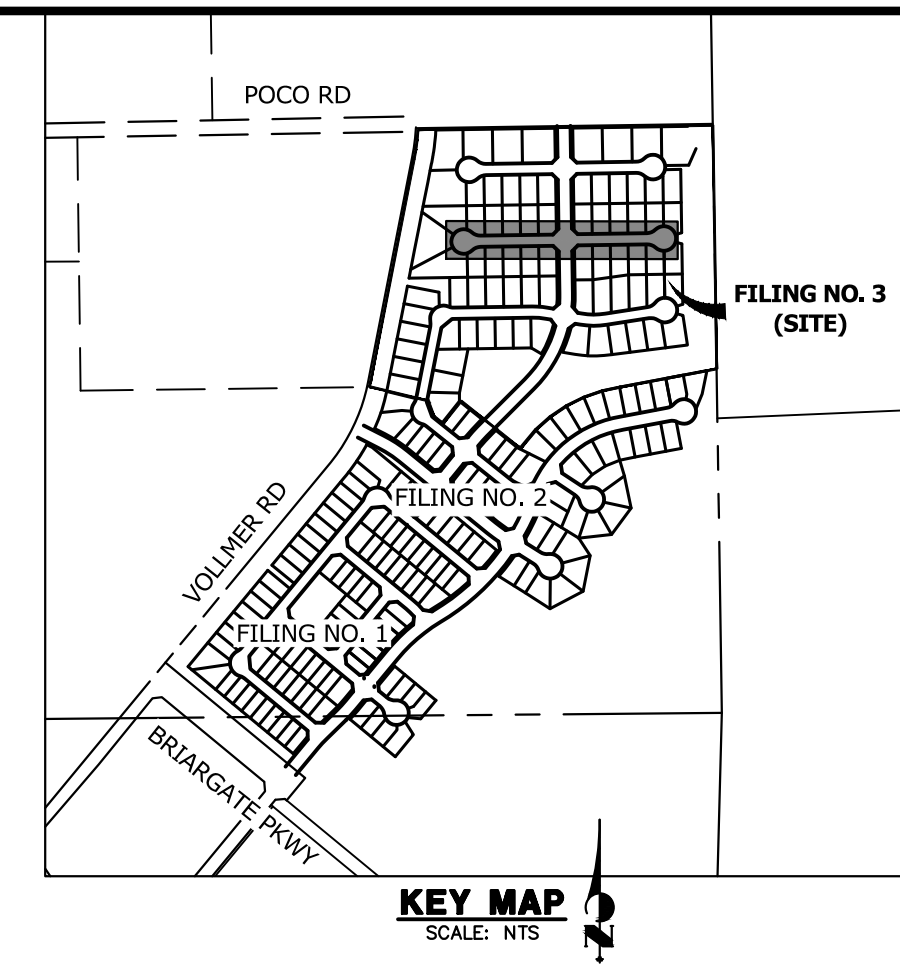 POCO RD
FILING NO. 3
(SITE)
FILING NO. 2
VOLLMER RD
FILING NO. 1
BRIARGATE PKWY
KEY MAP
SCALE: NTS
N